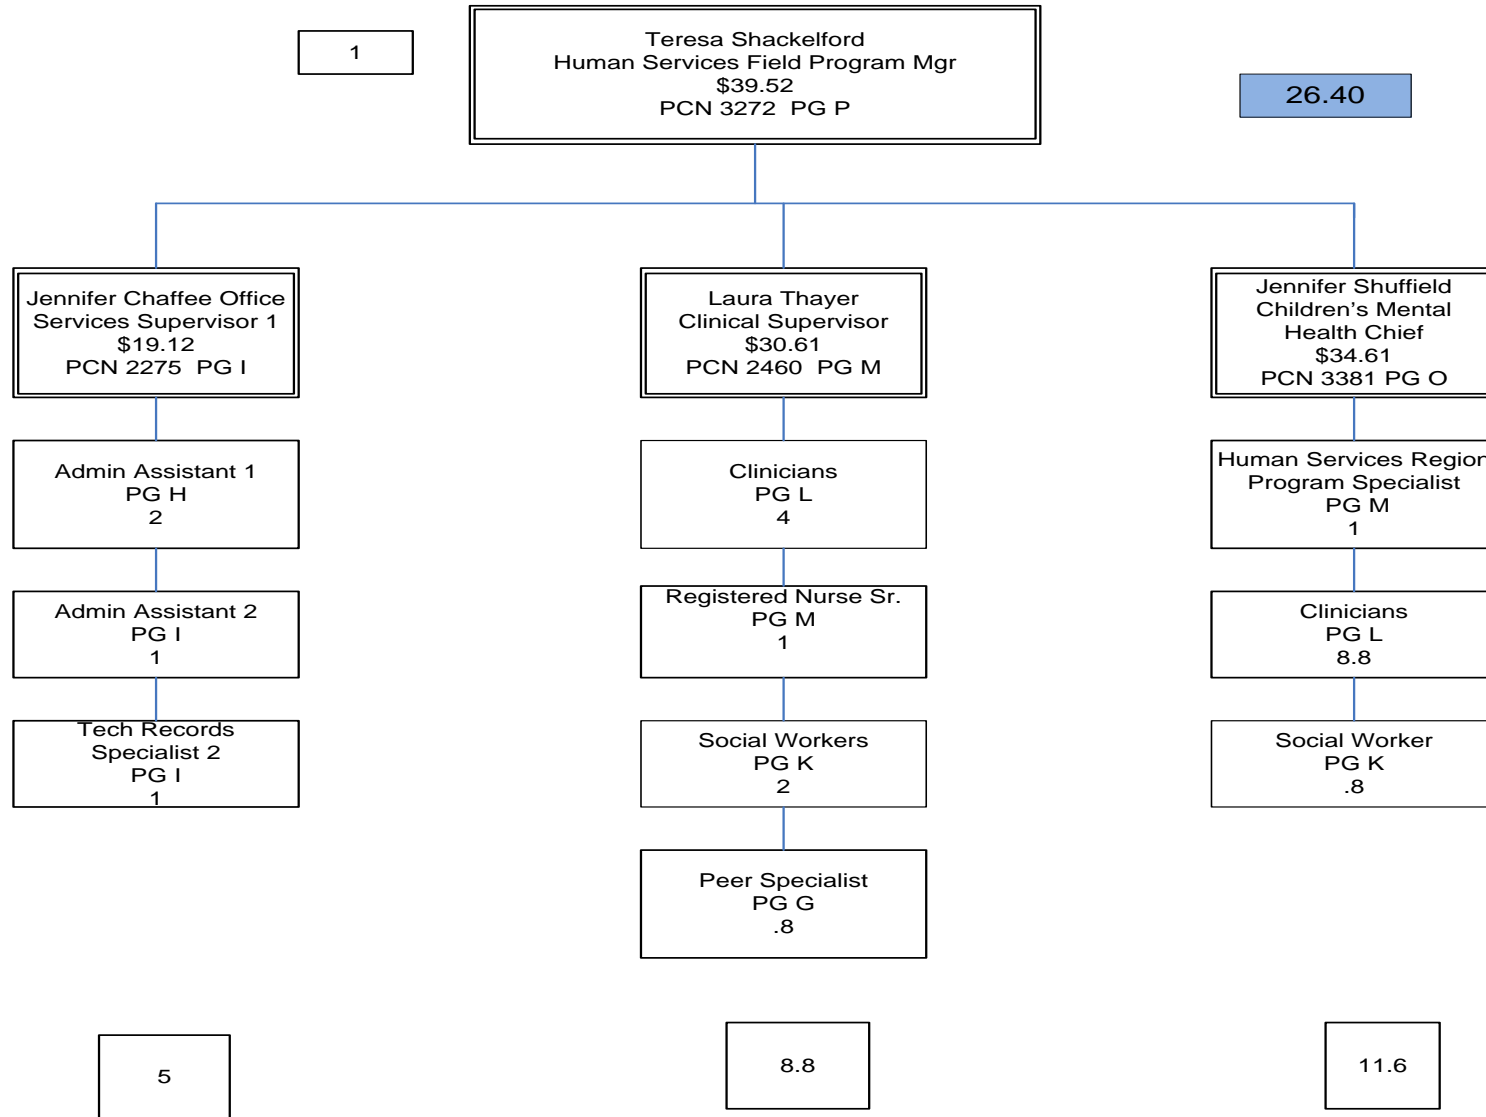 1
Teresa Shackelford
Human Services Field Program Mgr
$39.52
PCN 3272 PG P
26.40
Jennifer Chaffee Office
Services Supervisor 1
$19.12
PCN 2275 PG I
Laura Thayer
Clinical Supervisor
$30.61
PCN 2460 PG M
Jennifer Shuffield
Children's Mental
Health Chief
$34.61
PCN 3381 PG O
Admin Assistant 1
PG H
2
Clinicians
PG L
4
Human Services Region
Program Specialist
PG M
1
Admin Assistant 2
PG I
1
Registered Nurse Sr.
PG M
1
Clinicians
PG L
8.8
Tech Records
Specialist 2
PG I
1
Social Workers
PG K
2
Social Worker
PG K
.8
Peer Specialist
PG G
.8
5
8.8
11.6